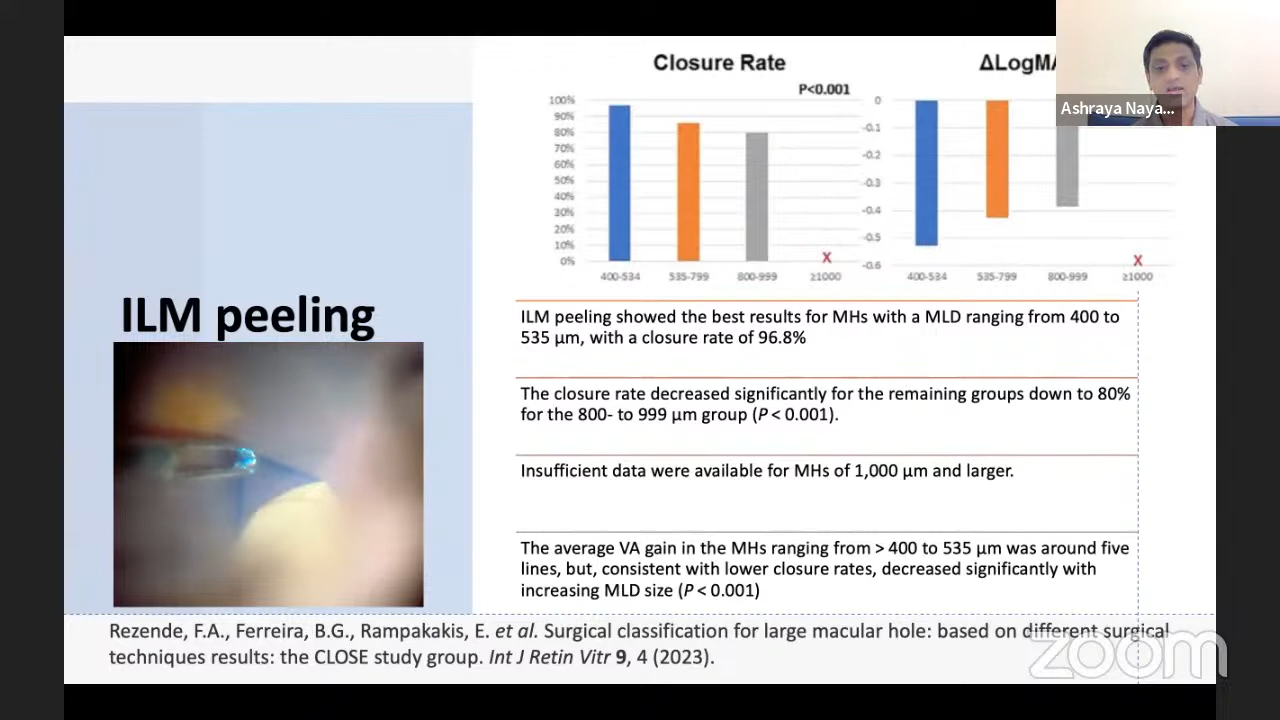 Closure Rate
P<0.001
100%
90%
80%
70%
60%
50%
40%
30%
20%
10%
0%
400-534
535-799
800-999
≥1000
X
ΔLogMA
0
-0.1
-0.2
-0.3
-0.4
-0.5
-0.6
400-534
535-799
800-999
≥1000
X
Ashraya Naya...
ILM peeling
ILM peeling showed the best results for MHs with a MLD ranging from 400 to
535 µm, with a closure rate of 96.8%
The closure rate decreased significantly for the remaining groups down to 80%
for the 800- to 999 µm group (P < 0.001).
Insufficient data were available for MHs of 1,000 µm and larger.
The average VA gain in the MHs ranging from > 400 to 535 µm was around five
lines, but, consistent with lower closure rates, decreased significantly with
increasing MLD size (P < 0.001)
Rezende, F.A., Ferreira, B.G., Rampakakis, E. et al. Surgical classification for large macular hole: based on different surgical
techniques results: the CLOSE study group. Int J Retin Vitr 9, 4 (2023).
zoom